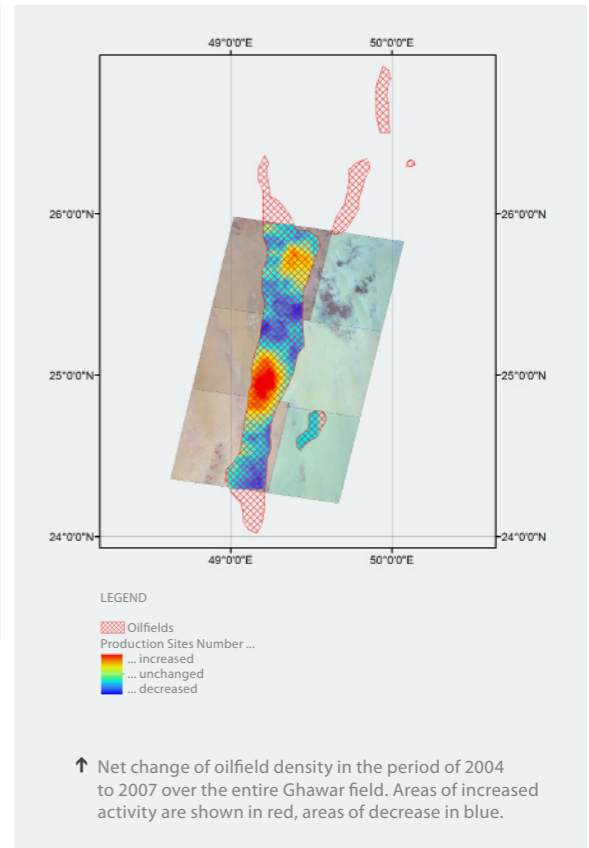 49°0'0"E 50°0'0"E
26°0'0"N 26°0'0"N
25°0'0"N 25°0'0"N
24°0'0"N 24°0'0"N
49°0'0"E 50°0'0"E
LEGEND
Oilfields
Production Sites Number ...
... increased
... unchanged
... decreased
↑ Net change of oilfield density in the period of 2004
to 2007 over the entire Ghawar field. Areas of increased
activity are shown in red, areas of decrease in blue.